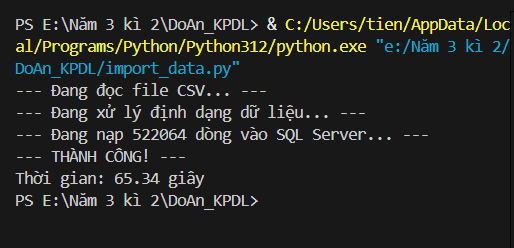 PS E:\Năm 3 kì 2\DoAn_KPDL> & C:/Users/tien/AppData/Loc
al/Programs/Python/Python312/python.exe "e:/Năm 3 kì 2/
DoAn_KPDL/import_data.py"
--- Đang đọc file CSV... ---
--- Đang xử lý định dạng dữ liệu... ---
--- Đang nạp 522064 dòng vào SQL Server... ---
--- THÀNH CÔNG! ---
Thời gian: 65.34 giây
PS E:\Năm 3 kì 2\DoAn_KPDL>